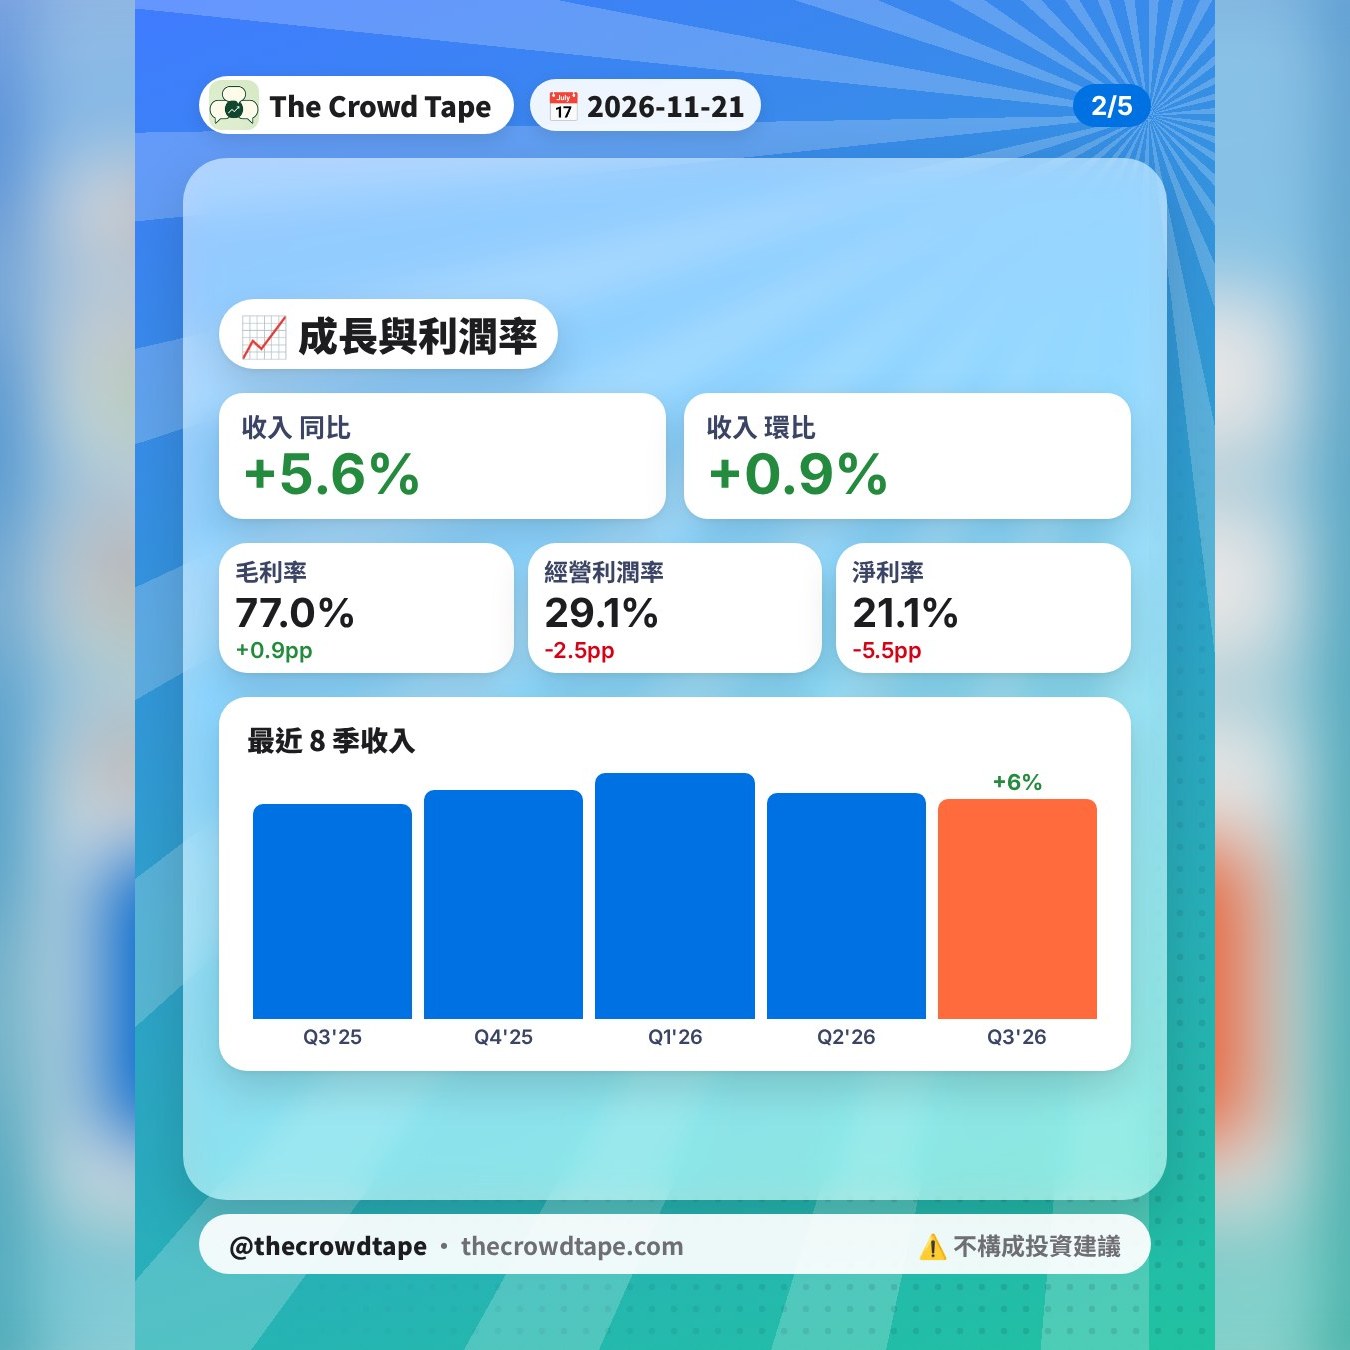 The Crowd Tape
July 17
2026-11-21
2/5
📈 成長與利潤率
收入 同比
+5.6%
收入 環比
+0.9%
毛利率
77.0%
+0.9pp
經營利潤率
29.1%
-2.5pp
淨利率
21.1%
-5.5pp
最近 8 季收入
+6%
Q3'25
Q4'25
Q1'26
Q2'26
Q3'26
@thecrowdtape • thecrowdtape.com
⚠️ 不構成投資建議